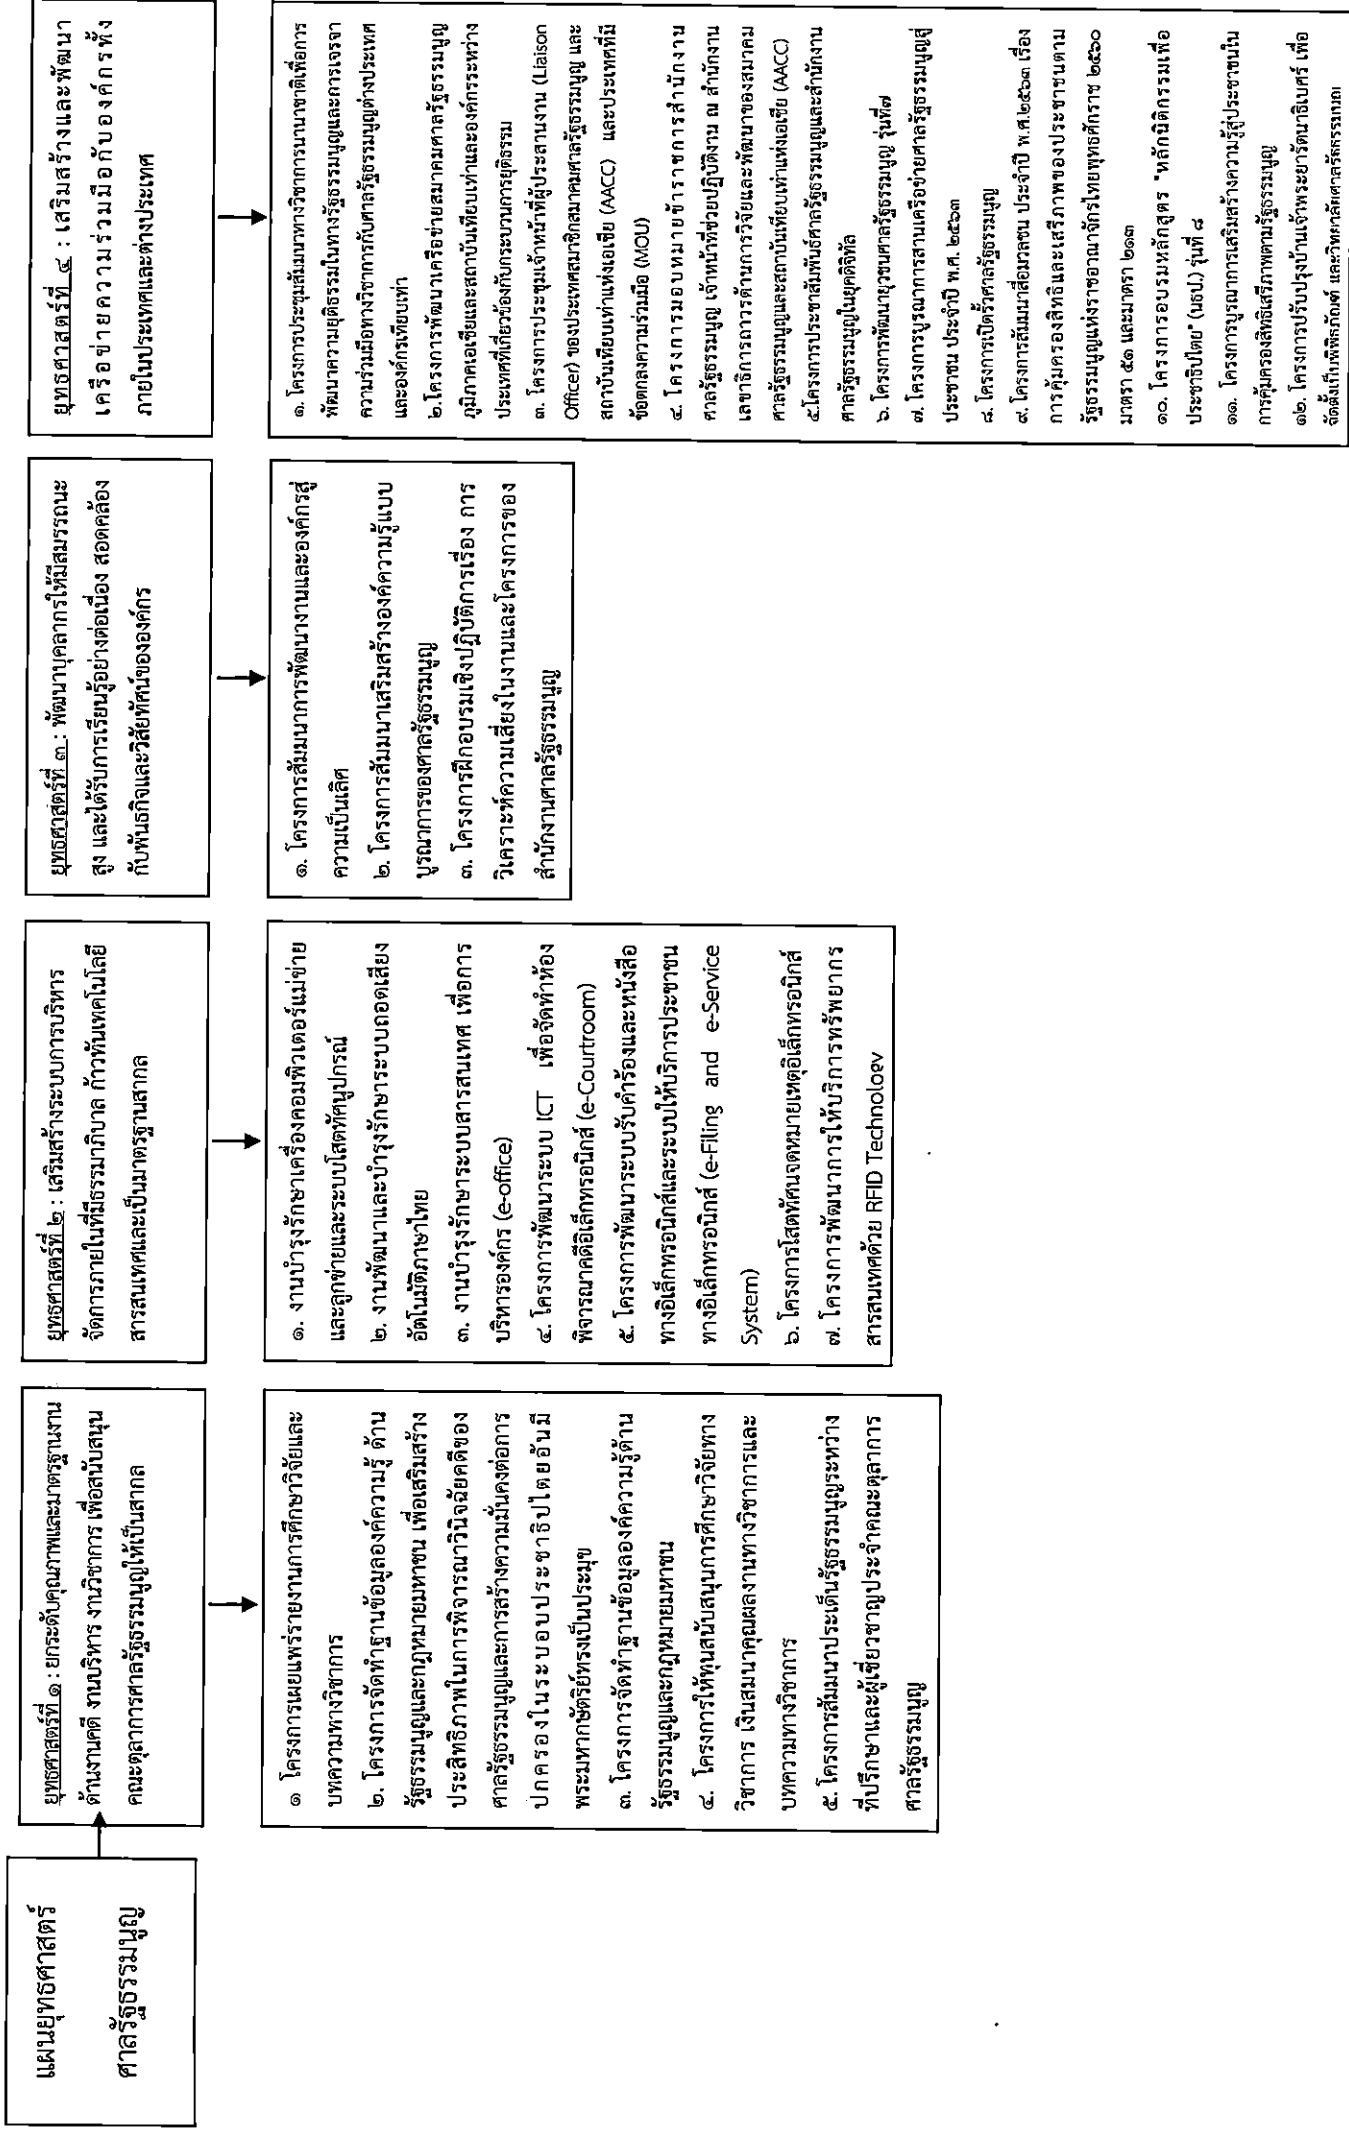 แผนยุทธศาสตร์
ศาลรัฐธรรมนูญ
ยุทธศาสตร์ที่ ๑ : ยกระดับคุณภาพและมาตรฐานงาน
ด้านงานคดี งานบริหาร งานวิชาการ เพื่อสนับสนุน
คณะตุลาการศาลรัฐธรรมนูญให้เป็นสากล
๑ โครงการเผยแพร่รายงานการศึกษาวิจัยและ
บทความทางวิชาการ
๒. โครงการจัดทำฐานข้อมูลองค์ความรู้ ด้าน
รัฐธรรมนูญและกฎหมายมหาชน เพื่อเสริมสร้าง
ประสิทธิภาพในการพิจารณาวินิจฉัยคดีของ
ศาลรัฐธรรมนูญและการสร้างความมั่นคงต่อการ
ปกครองในระบอบประชาธิปไตยอันมี
พระมหากษัตริย์ทรงเป็นประมุข
๓. โครงการจัดทำฐานข้อมูลองค์ความรู้ด้าน
รัฐธรรมนูญและกฎหมายมหาชน
๔. โครงการให้ทุนสนับสนุนการศึกษาวิจัยทาง
วิชาการ เงินสมนาคุณผลงานทางวิชาการและ
บทความทางวิชาการ
๕. โครงการสัมมนาประเด็นรัฐธรรมนูญระหว่าง
ที่ปรึกษาและผู้เชี่ยวชาญประจำคณะตุลาการ
ศาลรัฐธรรมนูญ
ยุทธศาสตร์ที่ ๒ : เสริมสร้างระบบการบริหาร
จัดการภายในที่มีธรรมาภิบาล ก้าวทันเทคโนโลยี
สารสนเทศและเป็นมาตรฐานสากล
๑. งานบำรุงรักษาเครื่องคอมพิวเตอร์แม่ข่าย
และลูกข่ายและระบบโสตทัศนูปกรณ์
๒. งานพัฒนาและบำรุงรักษาระบบถอดเสียง
อัตโนมัติภาษาไทย
๓. งานบำรุงรักษาระบบสารสนเทศ เพื่อการ
บริหารองค์กร (e-office)
๔. โครงการพัฒนาระบบ ICT เพื่อจัดทำห้อง
พิจารณาคดีอิเล็กทรอนิกส์ (e-Courtroom)
๕. โครงการพัฒนาระบบรับคำร้องและหนังสือ
ทางอิเล็กทรอนิกส์และระบบให้บริการประชาชน
ทางอิเล็กทรอนิกส์ (e-Filing and e-Service
System)
๖. โครงการโสตทัศนจดหมายเหตุอิเล็กทรอนิกส์
๗. โครงการพัฒนาการให้บริการทรัพยากร
สารสนเทศด้วย RFID Technology
ยุทธศาสตร์ที่ ๓ : พัฒนาบุคลากรให้มีสมรรถนะ
สูง และได้รับการเรียนรู้อย่างต่อเนื่อง สอดคล้อง
กับพันธกิจและวิสัยทัศน์ขององค์กร
๑. โครงการสัมมนาการพัฒนางานและองค์กรสู่
ความเป็นเลิศ
๒. โครงการสัมมนาเสริมสร้างองค์ความรู้แบบ
บูรณาการของศาลรัฐธรรมนูญ
๓. โครงการฝึกอบรมเชิงปฏิบัติการเรื่อง การ
วิเคราะห์ความเสี่ยงในงานและโครงการของ
สำนักงานศาลรัฐธรรมนูญ
ยุทธศาสตร์ที่ ๔ : เสริมสร้างและพัฒนา
เครือข่ายความร่วมมือกับองค์กรทั้ง
ภายในประเทศและต่างประเทศ
๑. โครงการประชุมสัมมนาทางวิชาการนานาชาติเพื่อการ
พัฒนาความยุติธรรมในทางรัฐธรรมนูญและการเจรจา
ความร่วมมือทางวิชาการกับศาลรัฐธรรมนูญต่างประเทศ
และองค์กรเทียบเท่า
๒.โครงการพัฒนาเครือข่ายสมาคมศาลรัฐธรรมนูญ
ภูมิภาคเอเชียและสถาบันเทียบเท่าและองค์กรระหว่าง
ประเทศที่เกี่ยวข้องกับกระบวนการยุติธรรม
๓. โครงการประชุมเจ้าหน้าที่ผู้ประสานงาน (Liaison
Officer) ของประเทศสมาชิกสมาคมศาลรัฐธรรมนูญ และ
สถาบันเทียบเท่าแห่งเอเชีย (AACC) และประเทศที่มี
ข้อตกลงความร่วมมือ (MOU)
๔. โครงการมอบหมายข้าราชการสำนักงาน
ศาลรัฐธรรมนูญ เจ้าหน้าที่ช่วยปฏิบัติงาน ณ สำนักงาน
เลขาธิการถาวรด้านการวิจัยและพัฒนาของสมาคม
ศาลรัฐธรรมนูญและสถาบันเทียบเท่าแห่งเอเชีย (AACC)
๕.โครงการประชาสัมพันธ์ศาลรัฐธรรมนูญและสำนักงาน
ศาลรัฐธรรมนูญในยุคดิจิทัล
๖. โครงการพัฒนายุวชนศาลรัฐธรรมนูญ รุ่นที่๗
๗. โครงการบูรณาการสานเครือข่ายศาลรัฐธรรมนูญสู่
ประชาชน ประจำปี พ.ศ. ๒๕๖๓
๘. โครงการเปิดรั้วศาลรัฐธรรมนูญ
๙. โครงการสัมมนาสื่อมวลชน ประจำปี พ.ศ.๒๕๖๓ เรื่อง
การคุ้มครองสิทธิและเสรีภาพของประชาชนตาม
รัฐธรรมนูญแห่งราชอาณาจักรไทยพุทธศักราช ๒๕๖๐
มาตรา ๕๑ และมาตรา ๒๑๓
๑๐. โครงการอบรมหลักสูตร "หลักนิติธรรมเพื่อ
ประชาธิปไตย" (นธป.) รุ่นที่ ๘
๑๑. โครงการบูรณาการเสริมสร้างความรู้สู่ประชาชนใน
การคุ้มครองสิทธิเสรีภาพตามรัฐธรรมนูญ
๑๒. โครงการปรับปรุงบ้านเจ้าพระยารัตนาธิเบศร์ เพื่อ
จัดตั้งเป็นพิพิธภัณฑ์ และวิทยาลัยศาลรัฐธรรมนูญ